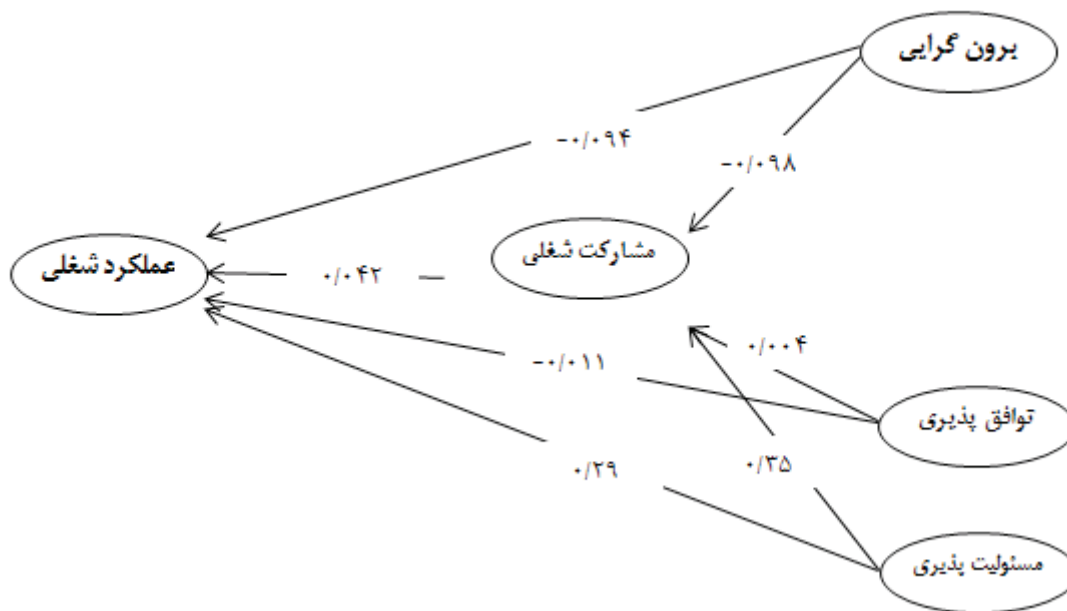 برون گرایی
-۰/۰۹۴
-۰/۰۹۸
مشارکت شغلی
عملکرد شغلی
۰/۰۴۲
۰/۰۰۴
-۰/۰۱۱
توافق پذیری
۰/۲۹
۰/۳۵
مسئولیت پذیری